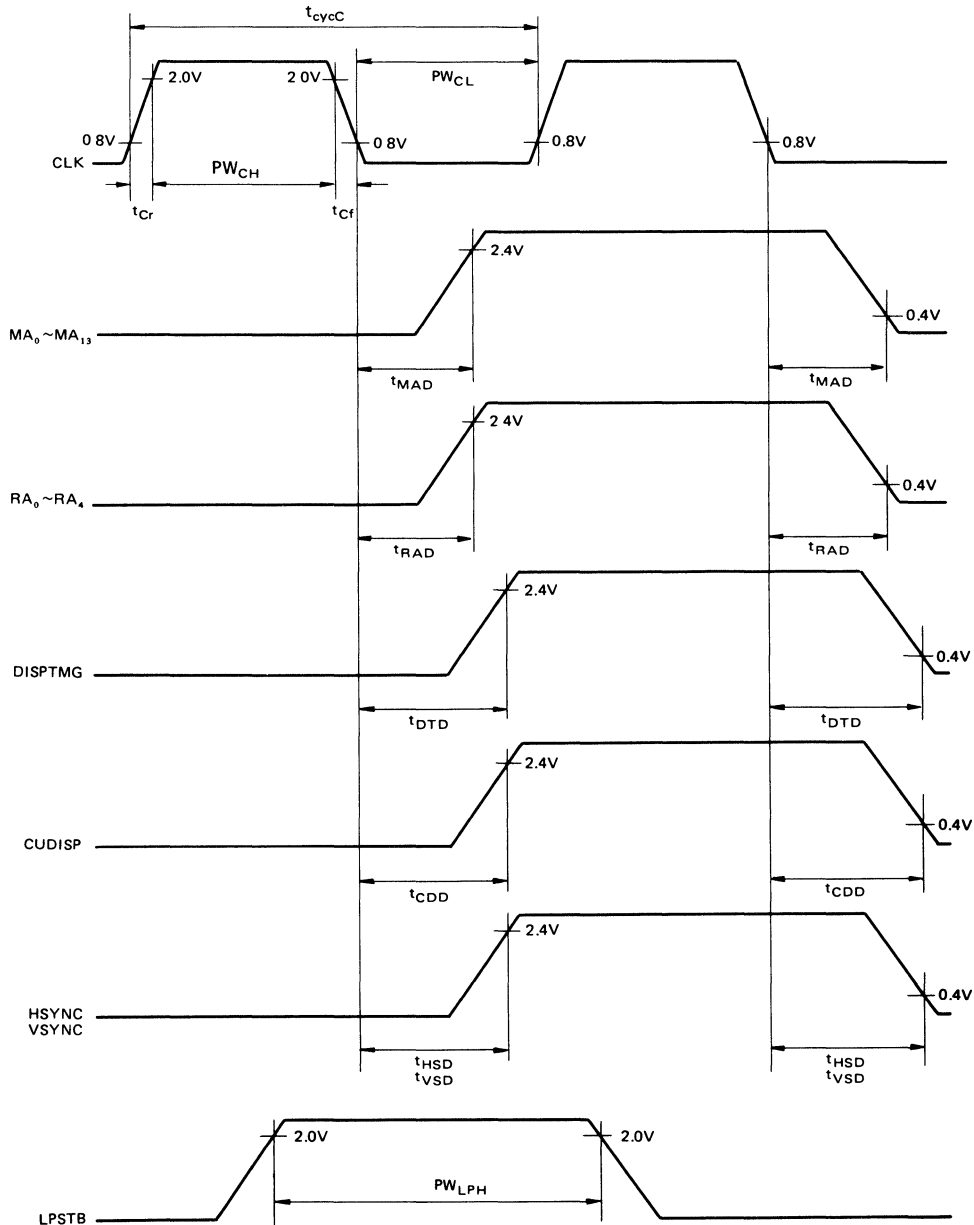 tcycC
2.0V 2 0V PWCL
0 8V 0 8V 0.8V 0.8V
CLK
PWCH
tCr tCf
2.4V
MA₀~MA₁₃ 0.4V
tMAD tMAD
2 4V
RA₀~RA₄ 0.4V
tRAD tRAD
2.4V
DISPTMG 0.4V
tDTD tDTD
2.4V
CUDISP 0.4V
tCDD tCDD
2.4V
0.4V
HSYNC
VSYNC
tHSD tHSD
tVSD tVSD
2.0V 2.0V
PWLPH
LPSTB